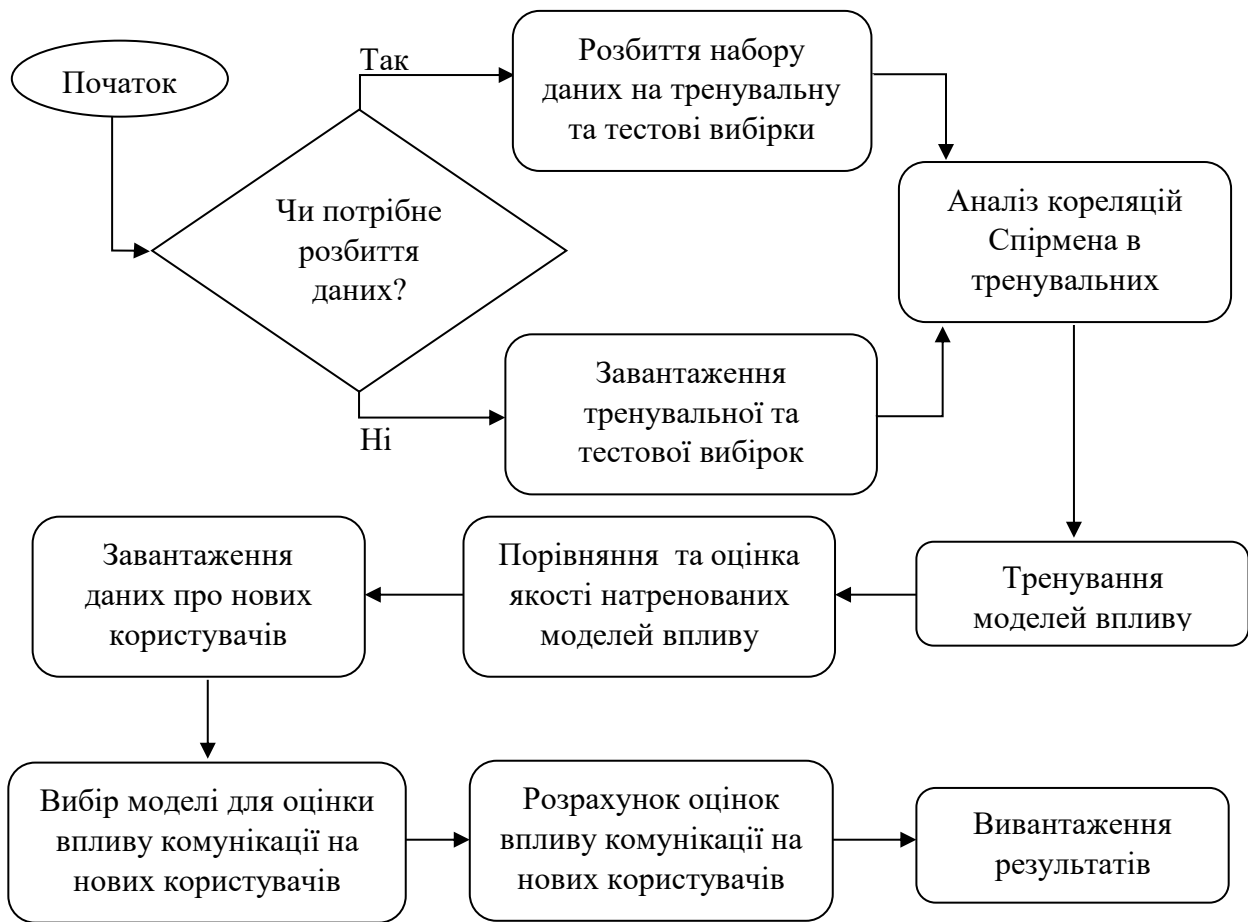 Початок
Чи потрібне
розбиття
даних?
Так
Розбиття набору
даних на тренувальну
та тестові вибірки
Ні
Завантаження
тренувальної та
тестової вибірок
Аналіз кореляцій
Спірмена в
тренувальних
Тренування
моделей впливу
Порівняння та оцінка
якості натренованих
моделей впливу
Завантаження
даних про нових
користувачів
Вибір моделі для оцінки
впливу комунікації на
нових користувачів
Розрахунок оцінок
впливу комунікації на
нових користувачів
Вивантаження
результатів